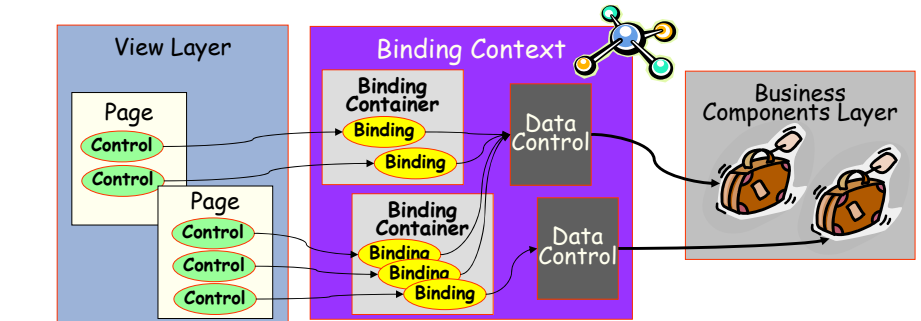 View Layer
Page
Control
Control
Page
Control
Control
Control
Binding Context
Binding
Container
Binding
Binding
Binding
Container
Binding
Binding
Binding
Data
Control
Data
Control
Business
Components Layer